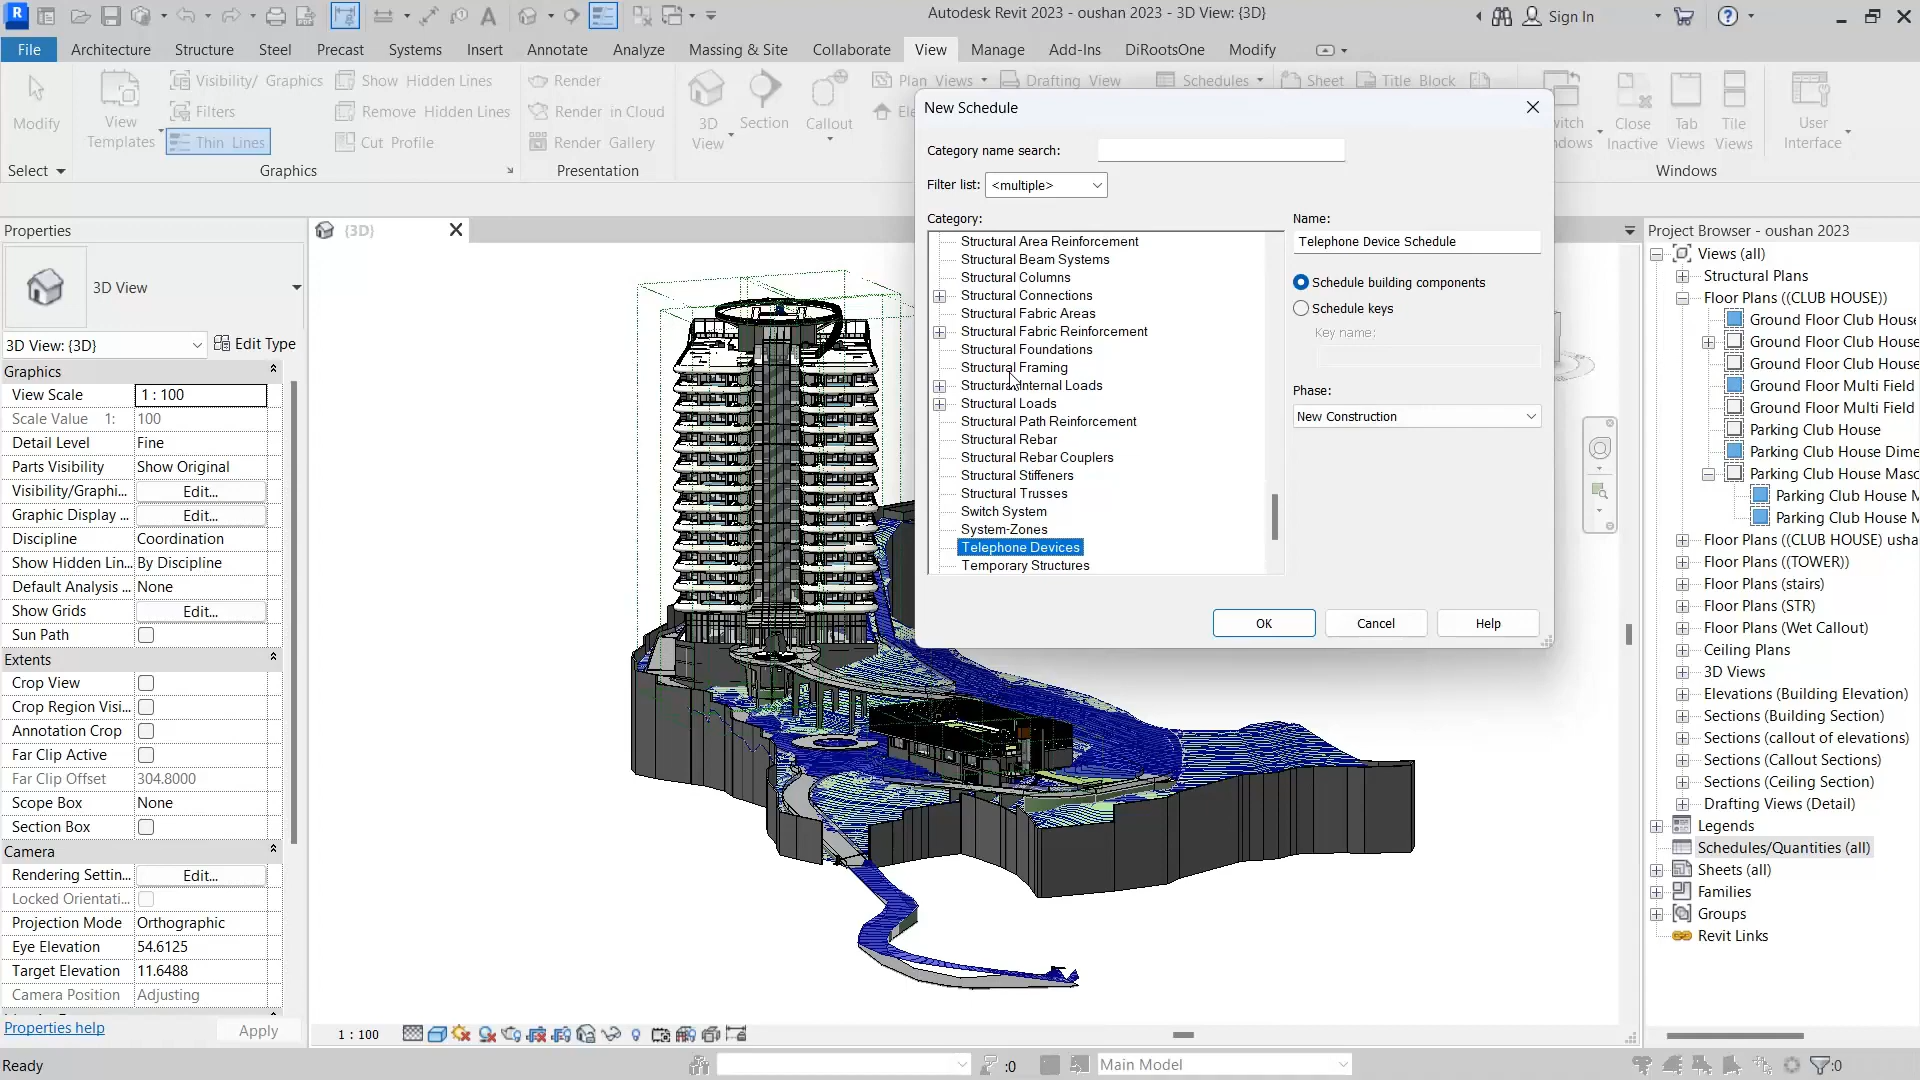 Autodesk Revit 2023 - oushan 2023 - 3D View: {3D}
Sign In
File Architecture Structure Steel Precast Systems Insert Annotate Analyze Massing & Site Collaborate View Manage Add-Ins DiRootsOne Modify
Modify
View Templates
Visibility/ Graphics
Filters
Thin Lines
Show Hidden Lines
Remove Hidden Lines
Cut Profile
Render
Render in Cloud
Render Gallery
3D View
Section
Callout
Plan Views
Drafting View
Schedules
Sheet
Title Block
Close Inactive
Tab Views
Tile Views
User Interface
Select
Graphics
Presentation
Windows
Properties
3D View
3D View: {3D}
Edit Type
Graphics
View Scale 1 : 100
Scale Value 1: 100
Detail Level Fine
Parts Visibility Show Original
Visibility/Graphi... Edit...
Graphic Display ... Edit...
Discipline Coordination
Show Hidden Lin... By Discipline
Default Analysis ... None
Show Grids Edit...
Sun Path
Extents
Crop View
Crop Region Visi...
Annotation Crop
Far Clip Active
Far Clip Offset 304.8000
Scope Box None
Section Box
Camera
Rendering Settin... Edit...
Locked Orientati...
Projection Mode Orthographic
Eye Elevation 54.6125
Target Elevation 11.6488
Camera Position Adjusting
Properties help
Apply
{3D}
New Schedule
Category name search:
Filter list: <multiple>
Category:
Structural Area Reinforcement
Structural Beam Systems
Structural Columns
Structural Connections
Structural Fabric Areas
Structural Fabric Reinforcement
Structural Foundations
Structural Framing
Structural Internal Loads
Structural Loads
Structural Path Reinforcement
Structural Rebar
Structural Rebar Couplers
Structural Stiffeners
Structural Trusses
Switch System
System-Zones
Telephone Devices
Temporary Structures
Name:
Telephone Device Schedule
Schedule building components
Schedule keys
Key name:
Phase:
New Construction
OK
Cancel
Help
Project Browser - oushan 2023
Views (all)
Structural Plans
Floor Plans ((CLUB HOUSE))
Ground Floor Club House
Ground Floor Club House
Ground Floor Club House
Ground Floor Multi Field
Ground Floor Multi Field
Parking Club House
Parking Club House Dime
Parking Club House Maso
Parking Club House M
Parking Club House M
Floor Plans ((CLUB HOUSE) usha
Floor Plans ((TOWER))
Floor Plans (stairs)
Floor Plans (STR)
Floor Plans (Wet Callout)
Ceiling Plans
3D Views
Elevations (Building Elevation)
Sections (Building Section)
Sections (callout of elevations)
Sections (Callout Sections)
Sections (Ceiling Section)
Drafting Views (Detail)
Legends
Schedules/Quantities (all)
Sheets (all)
Families
Groups
Revit Links
1 : 100
Ready
:0
Main Model
:0